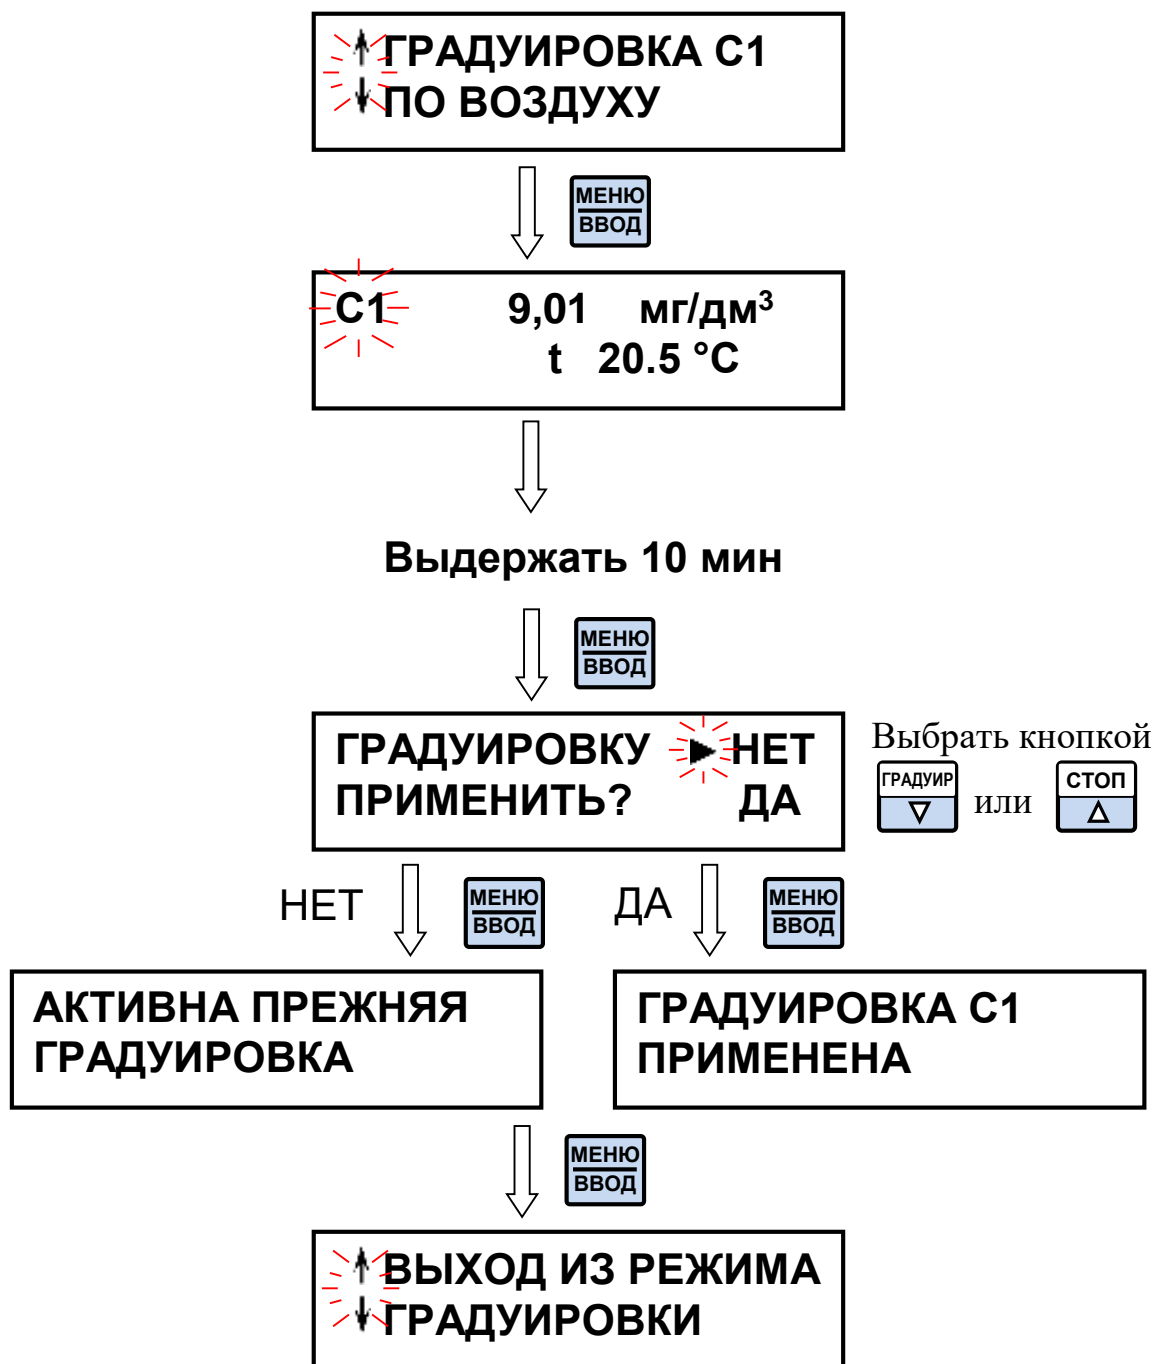 ГРАДУИРОВКА С1
ПО ВОЗДУХУ
МЕНЮ
ВВОД
С1 9,01 мг/дм³
t 20.5 °С
Выдержать 10 мин
МЕНЮ
ВВОД
ГРАДУИРОВКУ НЕТ
ПРИМЕНИТЬ? ДА
Выбрать кнопкой
ГРАДУИР или СТОП
НЕТ
МЕНЮ
ВВОД
ДА
МЕНЮ
ВВОД
АКТИВНА ПРЕЖНЯЯ
ГРАДУИРОВКА
ГРАДУИРОВКА С1
ПРИМЕНЕНА
МЕНЮ
ВВОД
ВЫХОД ИЗ РЕЖИМА
ГРАДУИРОВКИ